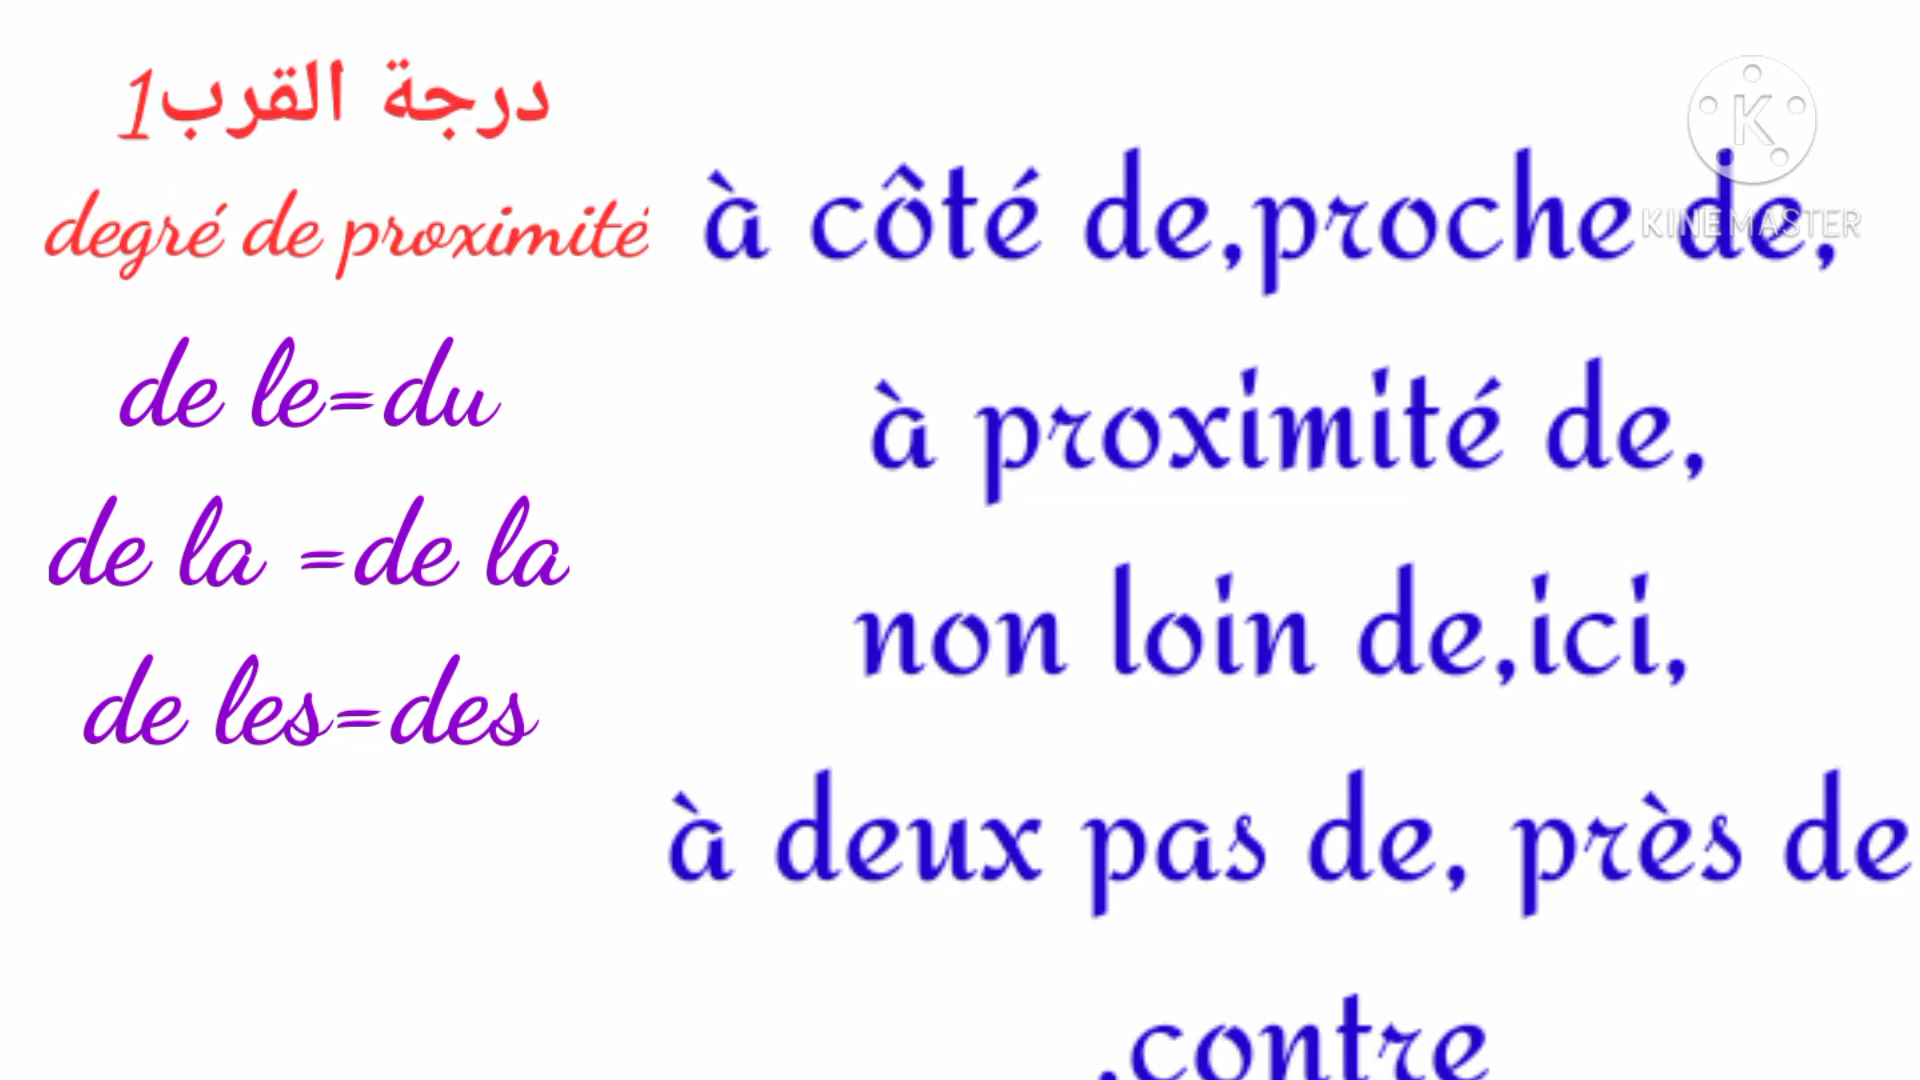 درجة القرب1
degré de proximité
de le=du
de la =de la
de les=des
à côté de,proche de,
à proximité de,
non loin de,ici,
à deux pas de, près de
.contre
K
KINEMASTER